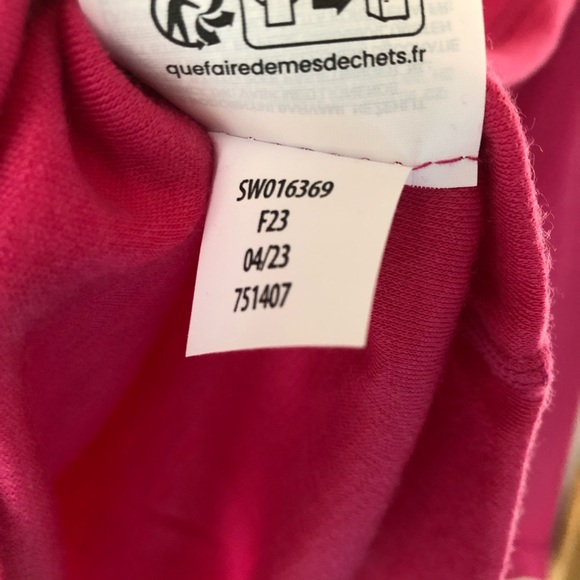 quefairedemesdechets.fr
SW016369
F23
04/23
751407